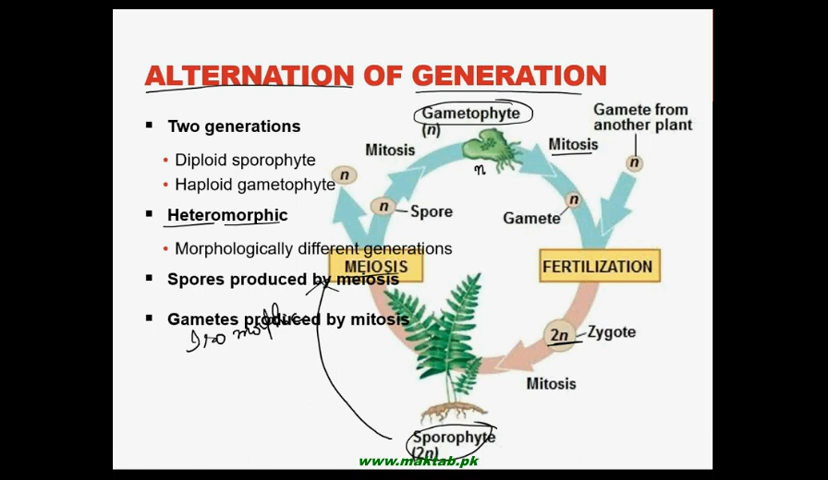 ALTERNATION OF GENERATION
Two generations
Diploid sporophyte
Haploid gametophyte
Heteromorphic
Morphologically different generations
Spores produced by meiosis
Gametes produced by mitosis
Isomorphic
Gametophyte
(n)
Mitosis
n
Mitosis
Gamete from
another plant
n
n
n
Spore
Gamete
n
MEIOSIS
FERTILIZATION
2n
Zygote
Mitosis
Sporophyte
(2n)
www.maktab.pk